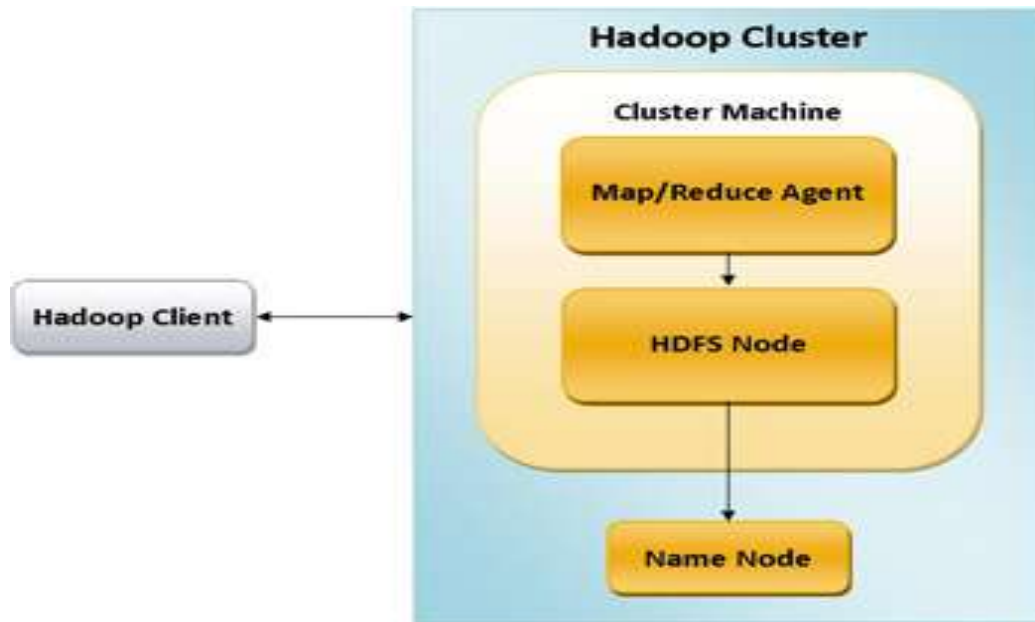 Hadoop Cluster
Cluster Machine
Map/Reduce Agent
Hadoop Client
HDFS Node
Name Node